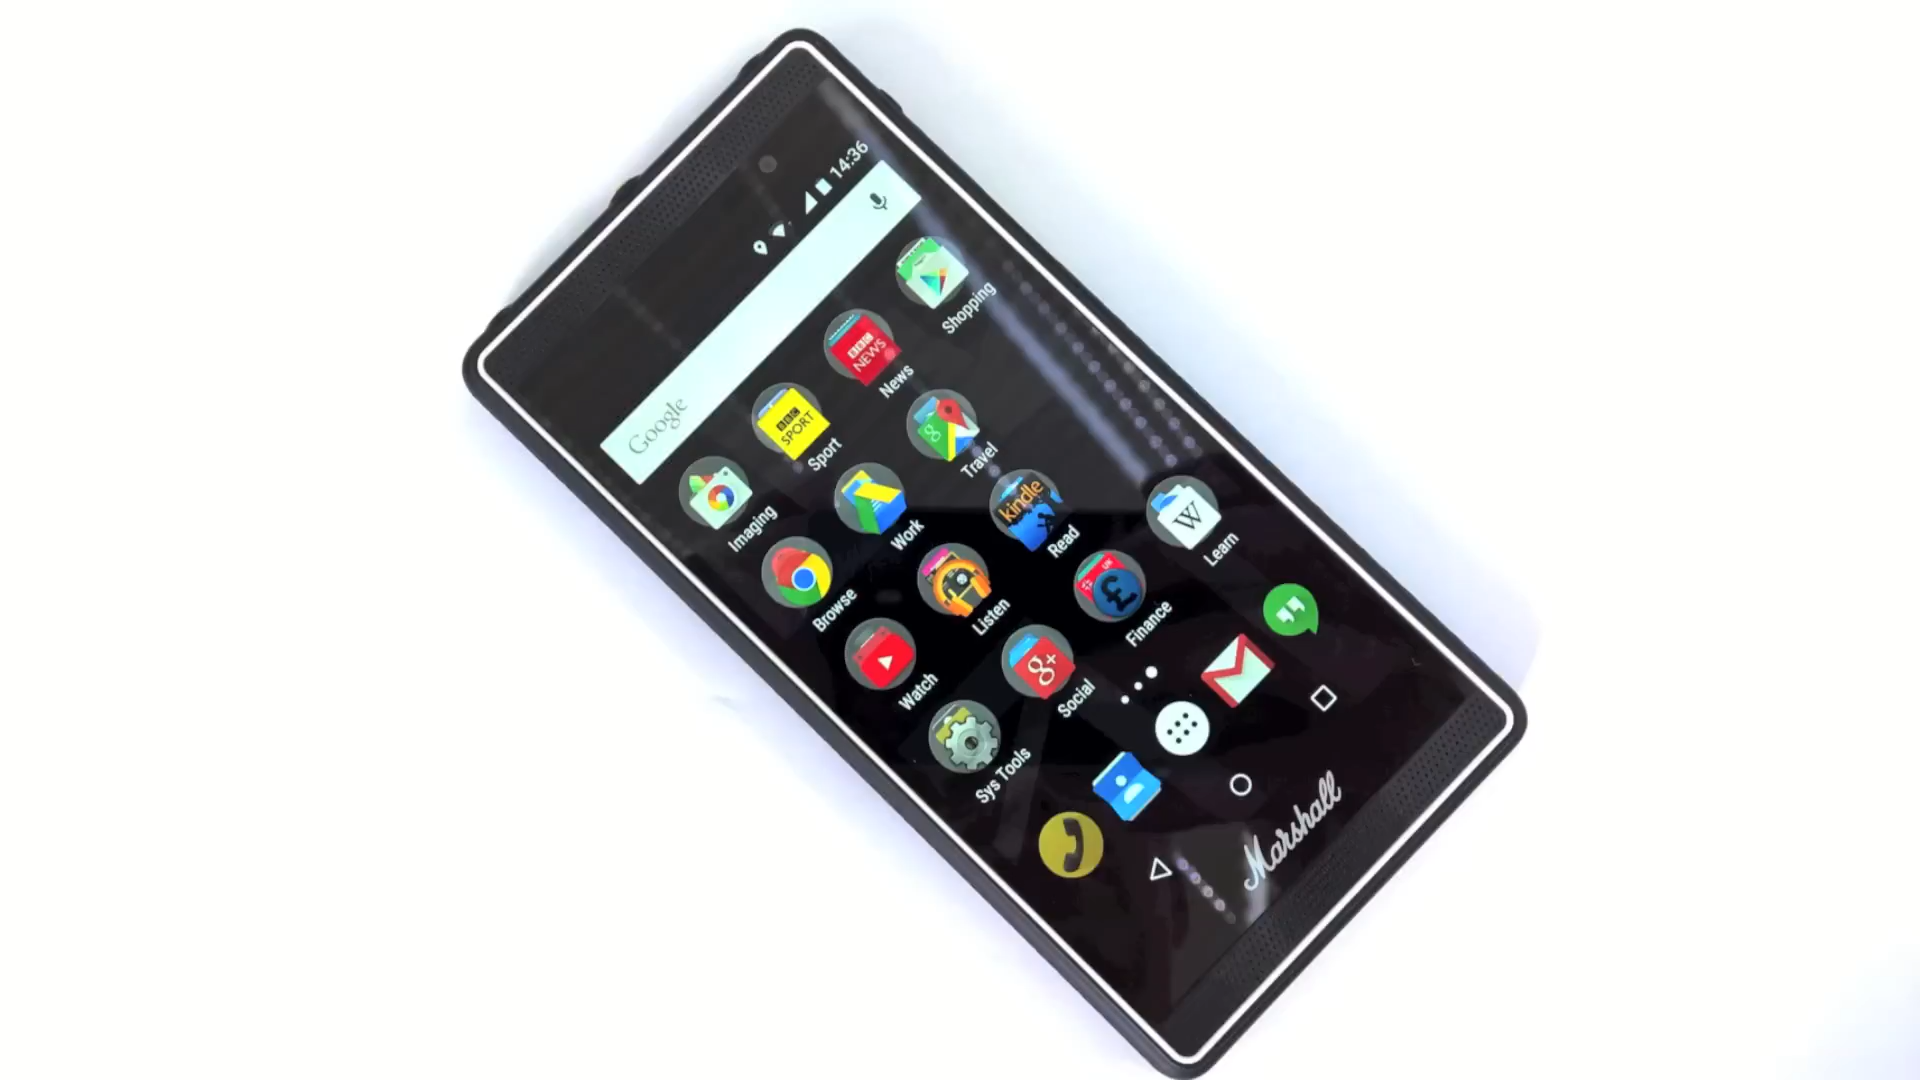 14:36
Google
BBC
SPORT
BBC
NEWS
Imaging
Sport
News
Shopping
kindle
Browse
Work
Travel
g
W
£
UK
Watch
Listen
Read
g+
Sys Tools
Social
Finance
Learn
Marshall